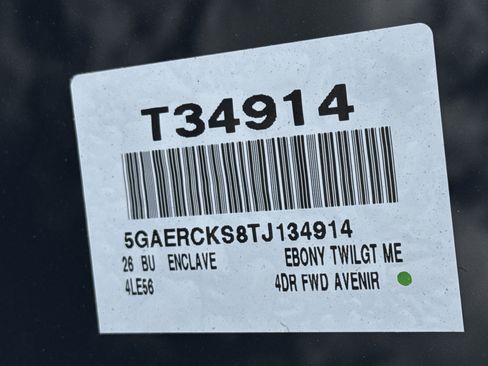 T34914
5GAERCKS8TJ134914
26 BU ENCLAVE EBONY TWILGT ME
4LE56 4DR FWD AVENIR